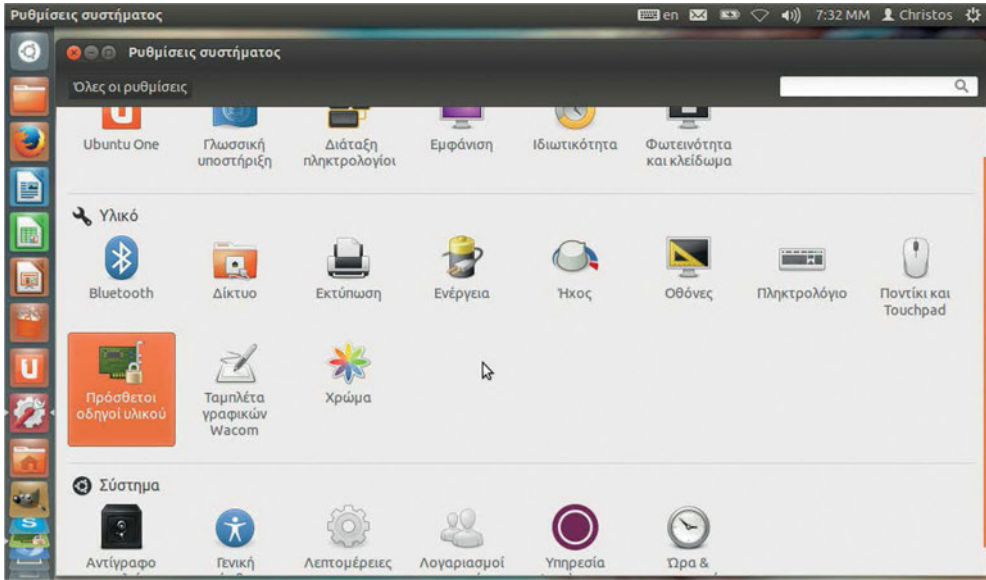 Ρυθμίσεις συστήματος en 7:32 ΜΜ Christos
Ρυθμίσεις συστήματος
Όλες οι ρυθμίσεις
Ubuntu One Γλωσσική υποστήριξη Διάταξη πληκτρολογίοι Εμφάνιση Ιδιωτικότητα Φωτεινότητα και κλείδωμα
Υλικό
Bluetooth Δίκτυο Εκτύπωση Ενέργεια Ήχος Οθόνες Πληκτρολόγιο Ποντίκι και Touchpad
Πρόσθετοι οδηγοί υλικού Ταμπλέτα γραφικών Wacom Χρώμα
Σύστημα
Αντίγραφο Γενική Λεπτομέρειες Λογαριασμοί Υπηρεσία Ώρα &